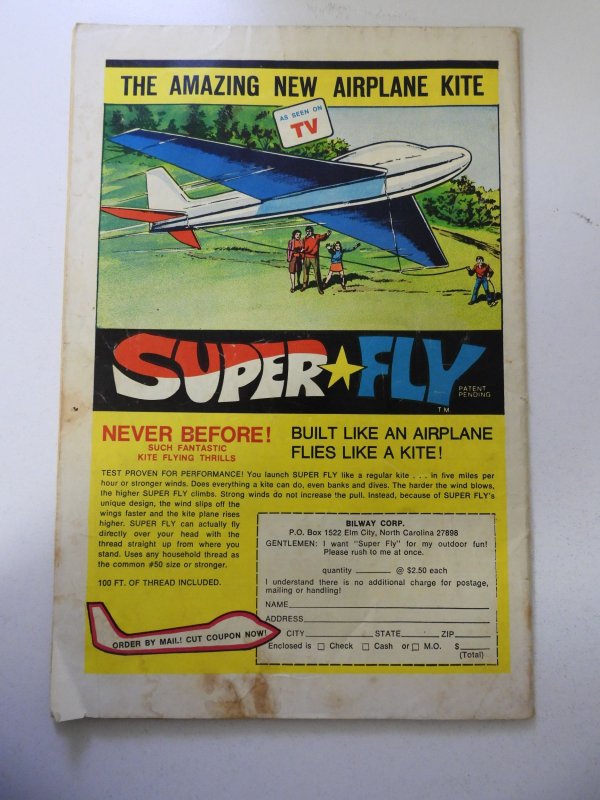 THE AMAZING NEW AIRPLANE KITE
AS SEEN ON
TV
SUPER★FLY
PATENT
PENDING
TM
NEVER BEFORE!
SUCH FANTASTIC
KITE FLYING THRILLS
BUILT LIKE AN AIRPLANE
FLIES LIKE A KITE!
TEST PROVEN FOR PERFORMANCE! You launch SUPER FLY like a regular kite . . . in five miles per
hour or stronger winds. Does everything a kite can do, even banks and dives. The harder the wind blows,
the higher SUPER FLY climbs. Strong winds do not increase the pull. Instead, because of SUPER FLY's
unique design, the wind slips off the
wings faster and the kite plane rises
higher. SUPER FLY can actually fly
directly over your head with the
thread straight up from where you
stand. Uses any household thread as
the common #50 size or stronger.
100 FT. OF THREAD INCLUDED.
ORDER BY MAIL! CUT COUPON NOW!
BILWAY CORP.
P.O. Box 1522 Elm City, North Carolina 27898
GENTLEMEN: I want "Super Fly" for my outdoor fun!
Please rush to me at once.
quantity ______ @ $2.50 each
I understand there is no additional charge for postage,
mailing or handling!
NAME
ADDRESS
CITY STATE ZIP
Enclosed is □ Check □ Cash or □ M.O. $
(Total)